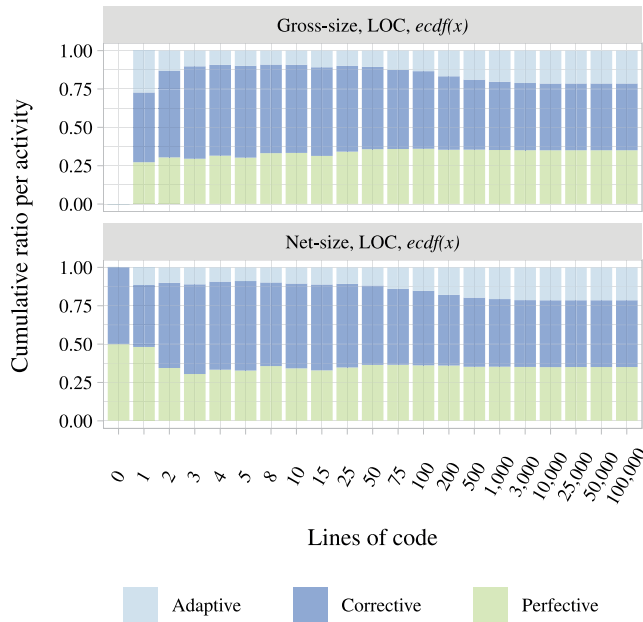 Gross-size, LOC, ecdf(x)
1.00
0.75
0.50
0.25
0.00
Net-size, LOC, ecdf(x)
1.00
0.75
0.50
0.25
0.00
Cumulative ratio per activity
0 1 2 3 4 5 8 10 15 25 50 75 100 200 500 1,000 3,000 10,000 25,000 50,000 100,000
Lines of code
Adaptive Corrective Perfective